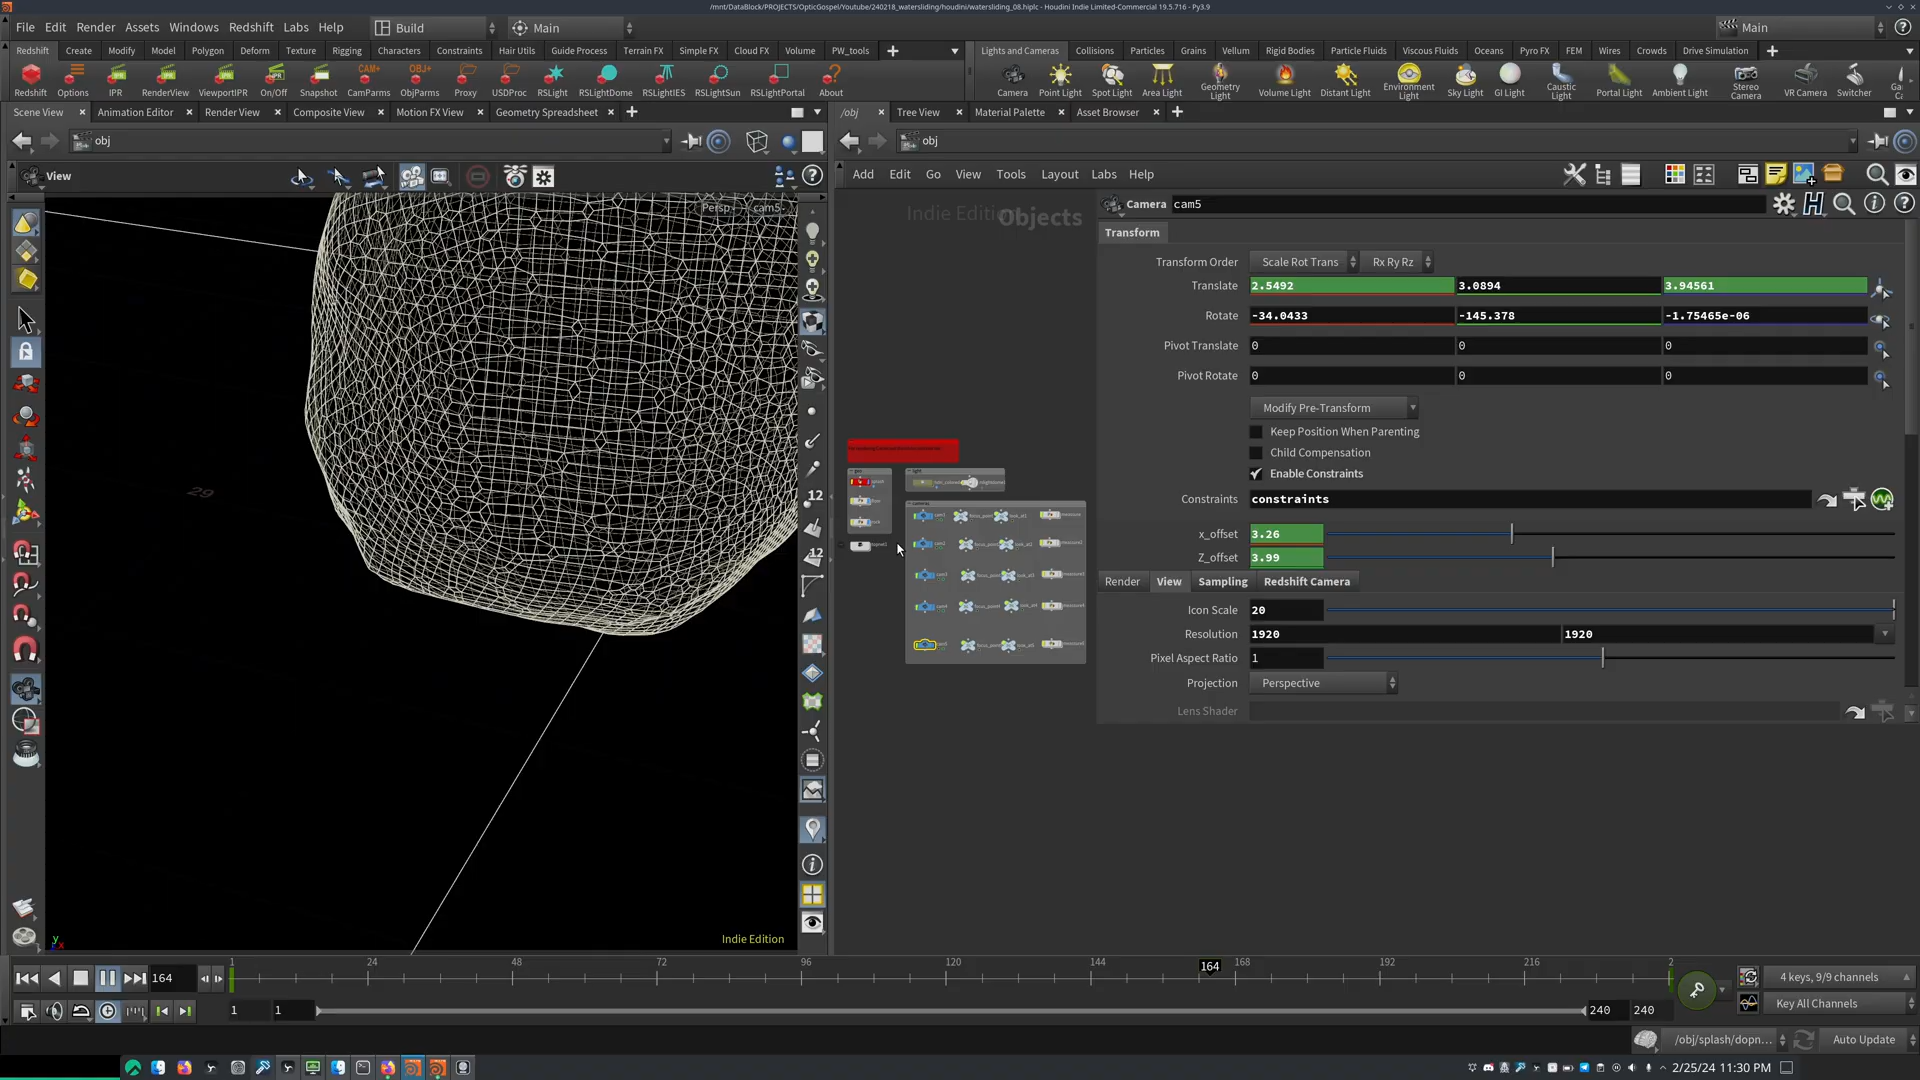 /mnt/DataBlock/PROJECTS/OpticGospel/Youtube/240218_watersliding/houdini/watersliding_08.hiplc - Houdini Indie Limited-Commercial 19.5.716 - Py3.9
File Edit Render Assets Windows Redshift Labs Help Build Main Main
Redshift Create Modify Model Polygon Deform Texture Rigging Characters Constraints Hair Utils Guide Process Terrain FX Simple FX Cloud FX Volume PW_tools
Lights and Cameras Collisions Particles Grains Vellum Rigid Bodies Particle Fluids Viscous Fluids Oceans Pyro FX FEM Wires Crowds Drive Simulation
Redshift Options IPR RenderView ViewportIPR On/Off Snapshot CamParms ObjParms Proxy USDProc RSLight RSLightDome RSLightIES RSLightSun RSLightPortal About
Camera Point Light Spot Light Area Light Geometry Light Volume Light Distant Light Environment Light Sky Light GI Light Caustic Light Portal Light Ambient Light Stereo Camera VR Camera Switcher
Scene View Animation Editor Render View Composite View Motion FX View Geometry Spreadsheet
/obj Tree View Material Palette Asset Browser
obj
obj
View
Add Edit Go View Tools Layout Labs Help
Persp cam5
Indie Editi
Objects
Camera cam5
Transform
Transform Order Scale Rot Trans Rx Ry Rz
Translate 2.5492 3.0894 3.94561
Rotate -34.0433 -145.378 -1.75465e-06
Pivot Translate 0 0 0
Pivot Rotate 0 0 0
Modify Pre-Transform
Keep Position When Parenting
Child Compensation
Enable Constraints
Constraints constraints
x_offset 3.26
Z_offset 3.99
Render View Sampling Redshift Camera
Icon Scale 20
Resolution 1920 1920
Pixel Aspect Ratio 1
Projection Perspective
Lens Shader
29
12
12
y x
Indie Edition
164
1 24 48 72 96 120 144 164 168 192 216 2
4 keys, 9/9 channels
1 1 240 240
Key All Channels
/obj/splash/dopn... Auto Update
2/25/24 11:30 PM